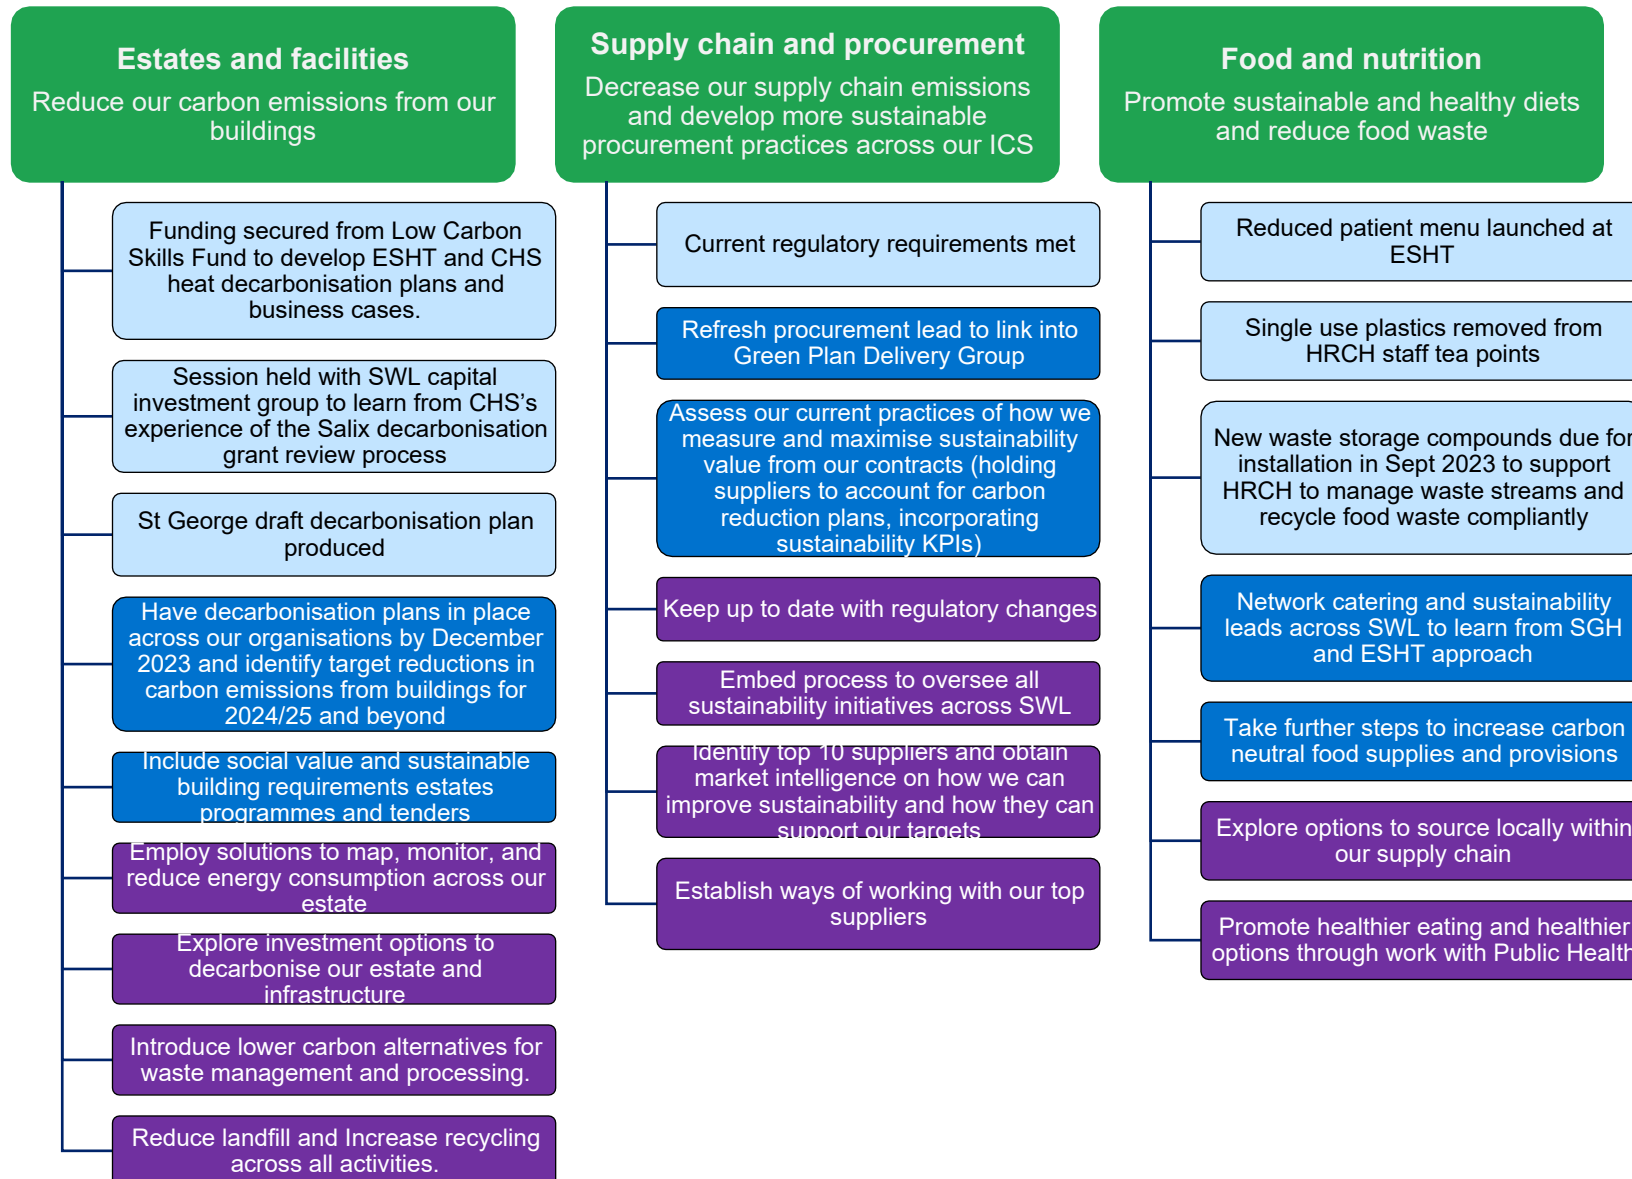 Estates and facilities
Reduce our carbon emissions from our
buildings
Funding secured from Low Carbon
Skills Fund to develop ESHT and CHS
heat decarbonisation plans and
business cases.
Session held with SWL capital
investment group to learn from CHS’s
experience of the Salix decarbonisation
grant review process
St George draft decarbonisation plan
produced
Have decarbonisation plans in place
across our organisations by December
2023 and identify target reductions in
carbon emissions from buildings for
2024/25 and beyond
Include social value and sustainable
building requirements estates
programmes and tenders
Employ solutions to map, monitor, and
reduce energy consumption across our
estate
Explore investment options to
decarbonise our estate and
infrastructure
Introduce lower carbon alternatives for
waste management and processing.
Reduce landfill and Increase recycling
across all activities.
Supply chain and procurement
Decrease our supply chain emissions
and develop more sustainable
procurement practices across our ICS
Current regulatory requirements met
Refresh procurement lead to link into
Green Plan Delivery Group
Assess our current practices of how we
measure and maximise sustainability
value from our contracts (holding
suppliers to account for carbon
reduction plans, incorporating
sustainability KPIs)
Keep up to date with regulatory changes
Embed process to oversee all
sustainability initiatives across SWL
Identify top 10 suppliers and obtain
market intelligence on how we can
improve sustainability and how they can
support our targets
Establish ways of working with our top
suppliers
Food and nutrition
Promote sustainable and healthy diets
and reduce food waste
Reduced patient menu launched at
ESHT
Single use plastics removed from
HRCH staff tea points
New waste storage compounds due for
installation in Sept 2023 to support
HRCH to manage waste streams and
recycle food waste compliantly
Network catering and sustainability
leads across SWL to learn from SGH
and ESHT approach
Take further steps to increase carbon
neutral food supplies and provisions
Explore options to source locally within
our supply chain
Promote healthier eating and healthier
options through work with Public Health